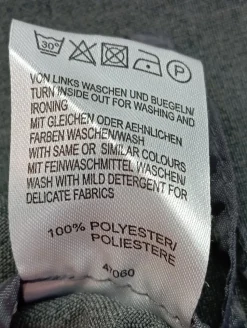 30°
P
VON LINKS WASCHEN UND BUEGELN/
TURN INSIDE OUT FOR WASHING AND
IRONING
MIT GLEICHEN ODER AEHNLICHEN
FARBEN WASCHEN/WASH
WITH SAME OR SIMILAR COLOURS
MIT FEINWASCHMITTEL WASCHEN/
WASH WITH MILD DETERGENT FOR
DELICATE FABRICS
100% POLYESTER/
POLIESTERE